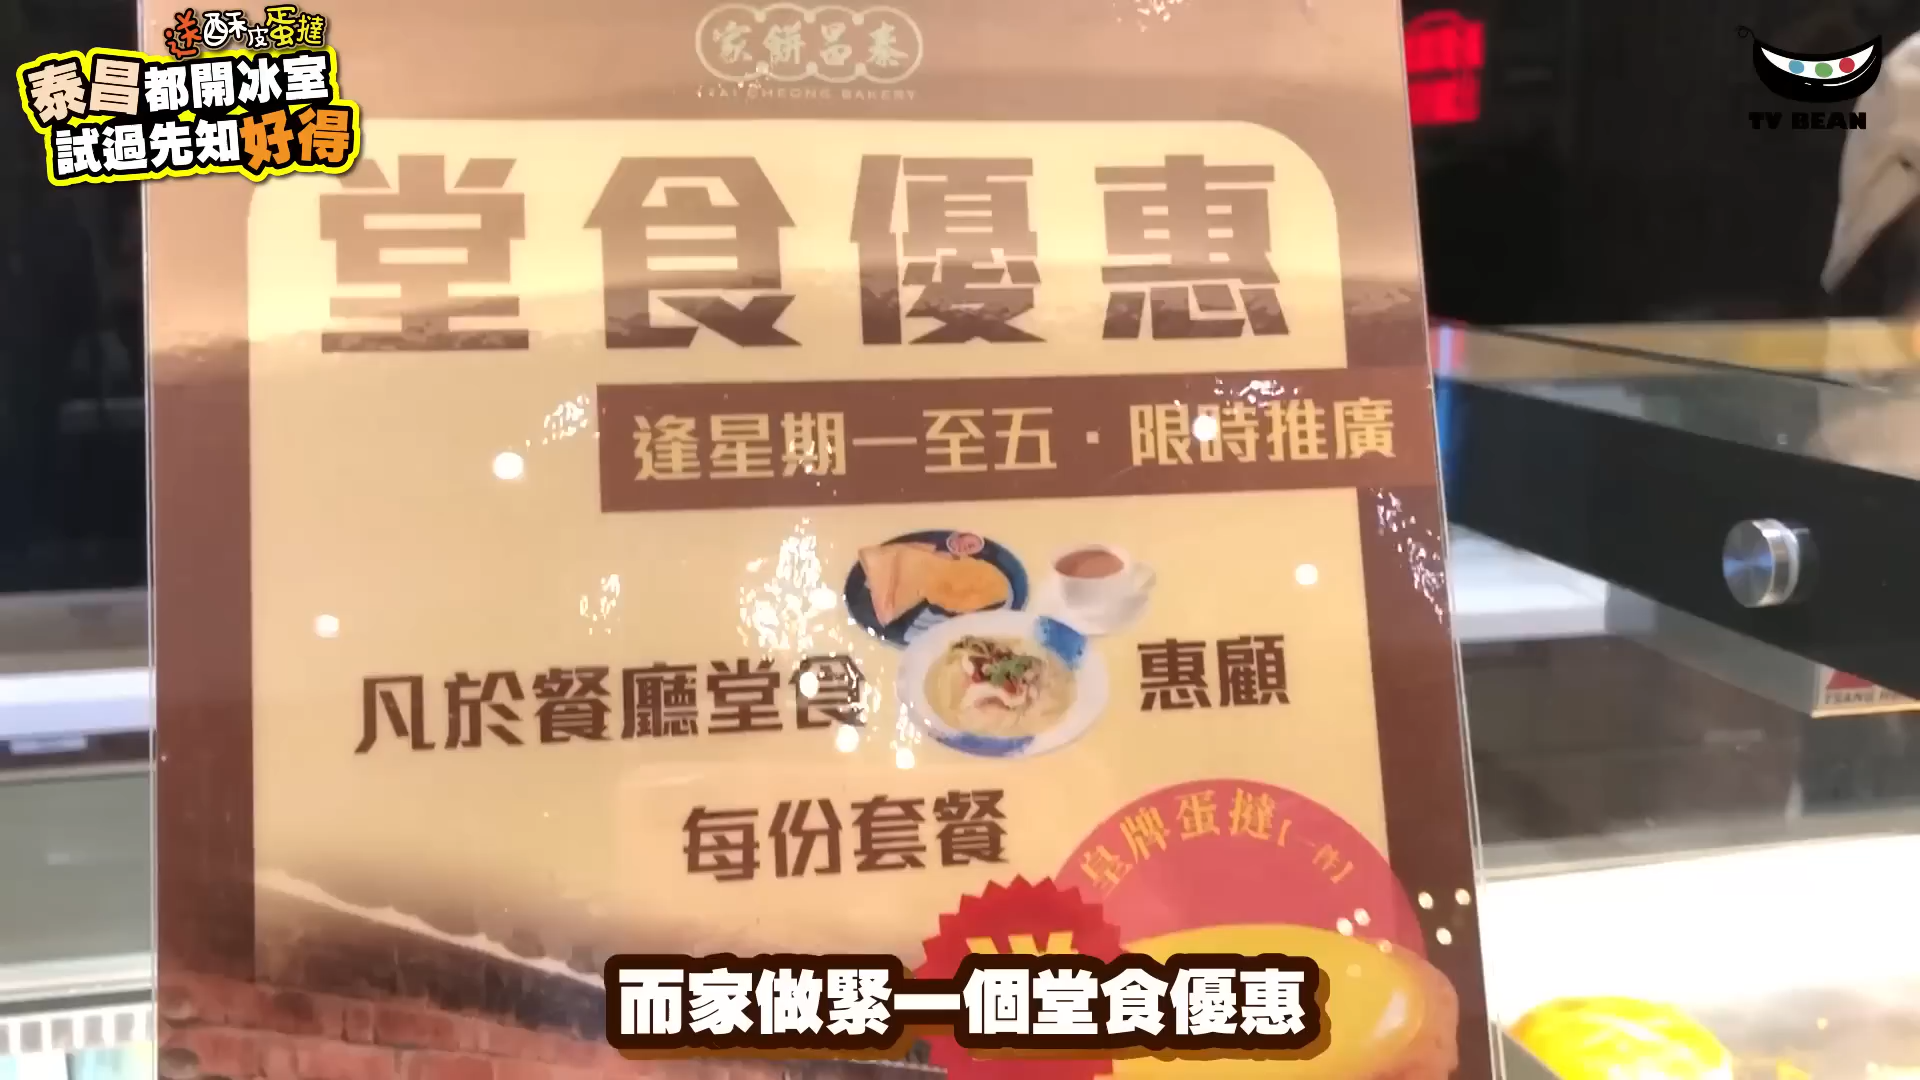 送酥皮蛋撻
泰昌都開冰室
試過先知好得
TV BEAN
家餅昌泰
TAI CHEONG BAKERY
堂食優惠
逢星期一至五·限時推廣
凡於餐廳堂食 惠顧
每份套餐
皇牌蛋撻【一件】
送
而家做緊一個堂食優惠